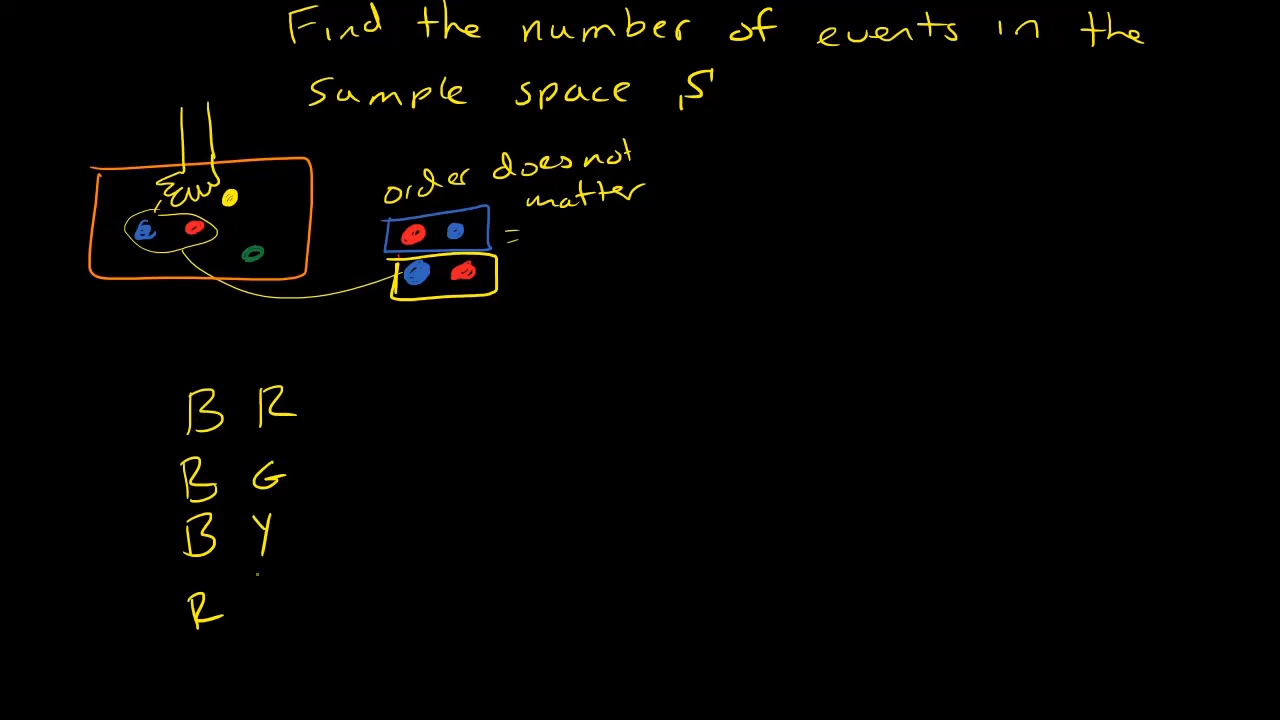 Find the number of events in the
sample space S
order does not
matter
=
B R
B G
B Y
R